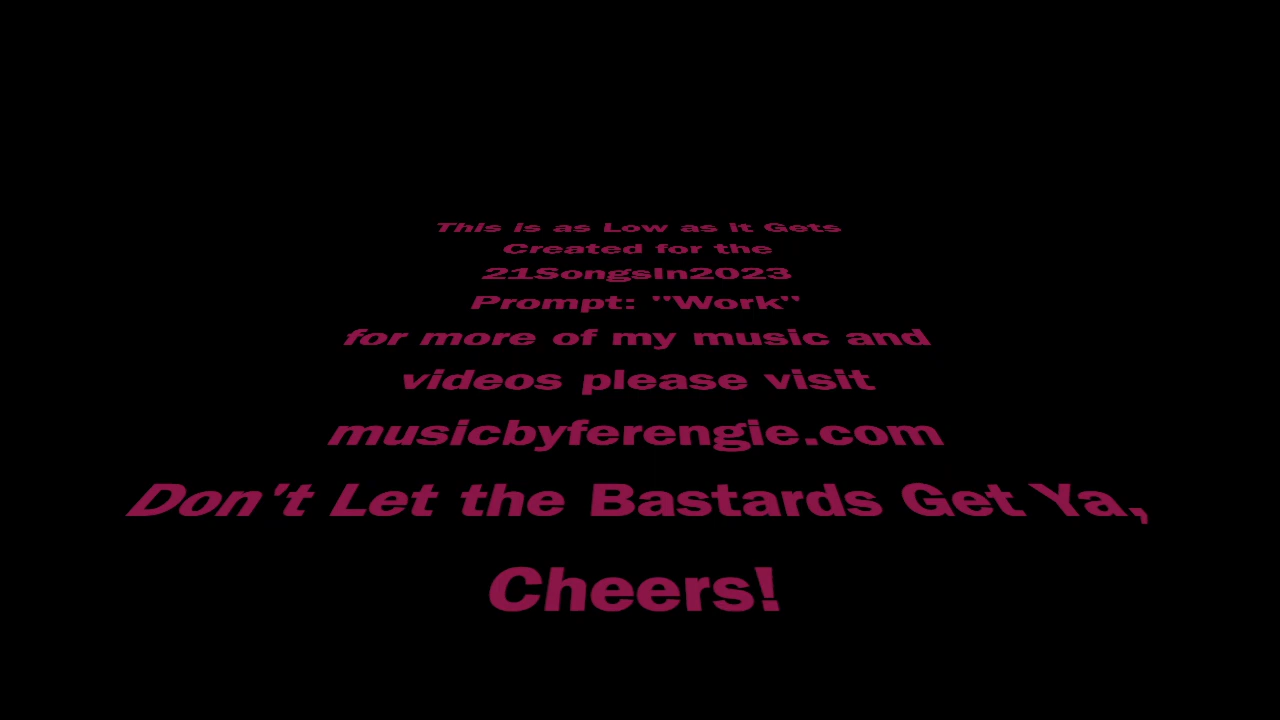 This is as Low as It Gets
Created for the
21SongsIn2023
Prompt: "Work"
for more of my music and
videos please visit
musicbyferengie.com
Don't Let the Bastards Get Ya,
Cheers!